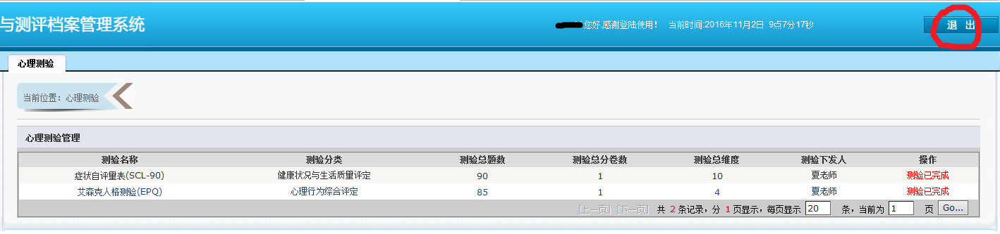 与测评档案管理系统
您好,感谢登陆使用! 当前时间:2016年11月2日 9点7分17秒
退 出
心理测验
当前位置：心理测验
心理测验管理
测验名称 测验分类 测验总题数 测验总分卷数 测验总维度 测验下发人 操作
症状自评量表(SCL-90) 健康状况与生活质量评定 90 1 10 夏老师 测验已完成
艾森克人格测验(EPQ) 心理行为综合评定 85 1 4 夏老师 测验已完成
[上一页] [下一页] 共 2 条记录，分 1 页显示，每页显示 20 条，当前为 1 页 Go...